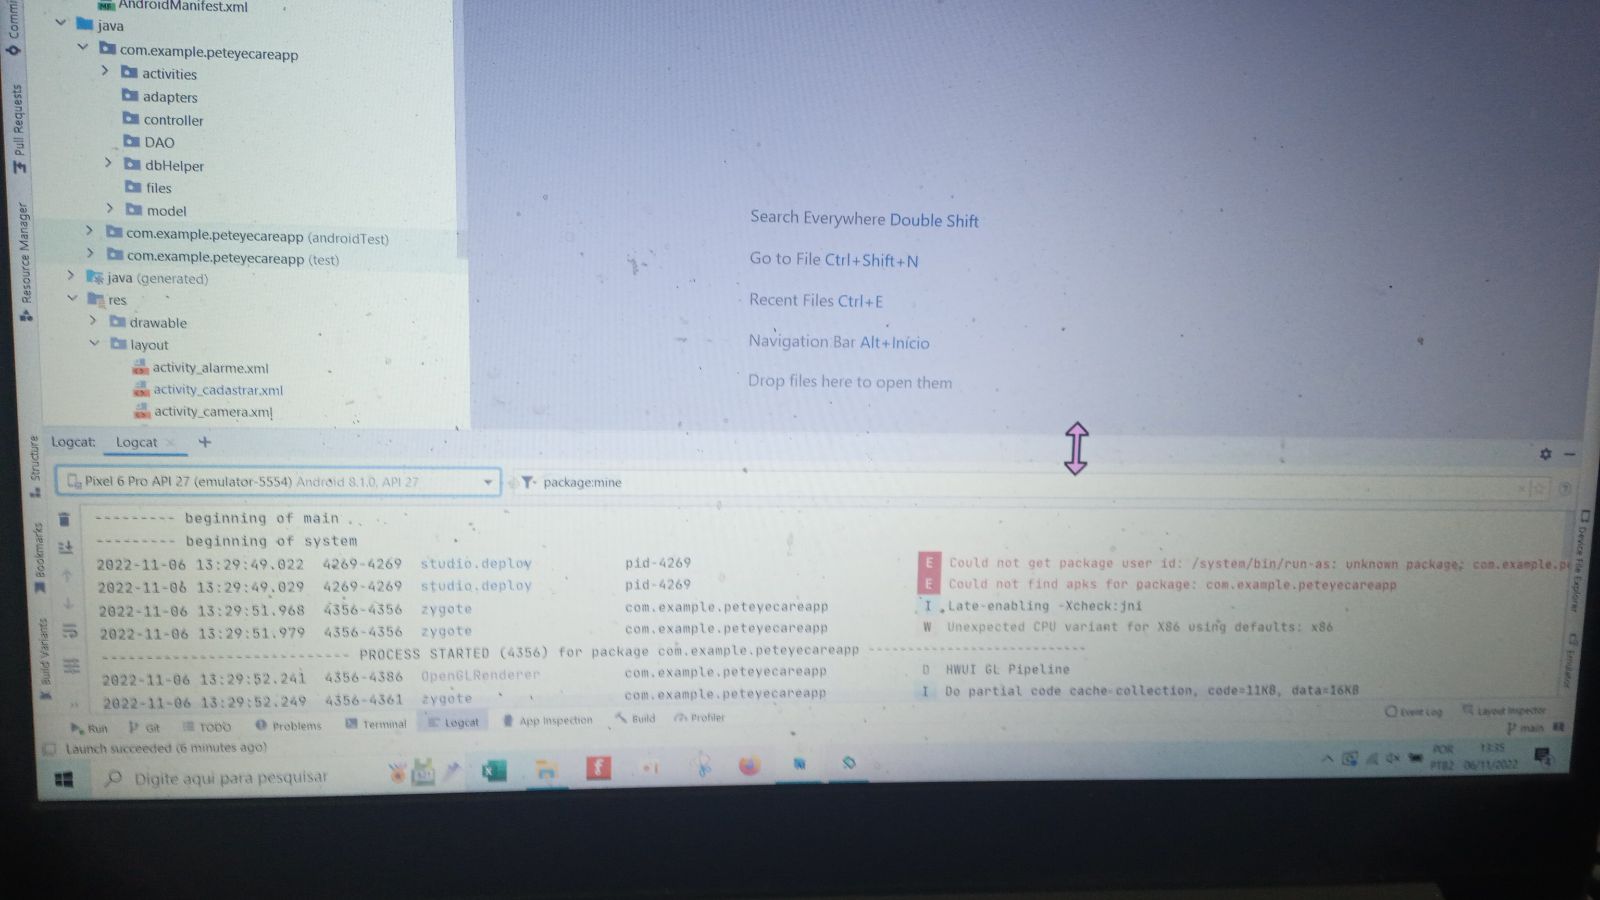 AndroidManifest.xml
java
com.example.peteyecareapp
activities
adapters
controller
DAO
dbHelper
files
model
com.example.peteyecareapp (androidTest)
com.example.peteyecareapp (test)
java (generated)
res
drawable
layout
activity_alarme.xml
activity_cadastrar.xml
activity_camera.xml
Pull Requests
Resource Manager
Structure
Bookmarks
Build Variants
Search Everywhere Double Shift
Go to File Ctrl+Shift+N
Recent Files Ctrl+E
Navigation Bar Alt+Início
Drop files here to open them
Logcat: Logcat
Pixel 6 Pro API 27 (emulator-5554) Android 8.1.0, API 27
package:mine
--------- beginning of main
--------- beginning of system
2022-11-06 13:29:49.022 4269-4269 studio.deploy pid-4269 E Could not get package user id: /system/bin/run-as: unknown package: com.example.pe
2022-11-06 13:29:49.029 4269-4269 studio.deploy pid-4269 E Could not find apks for package: com.example.peteyecareapp
2022-11-06 13:29:51.968 4356-4356 zygote com.example.peteyecareapp I Late-enabling -Xcheck:jni
2022-11-06 13:29:51.979 4356-4356 zygote com.example.peteyecareapp W Unexpected CPU variant for X86 using defaults: x86
---------------------------- PROCESS STARTED (4356) for package com.example.peteyecareapp ----------------------------
2022-11-06 13:29:52.241 4356-4386 OpenGLRenderer com.example.peteyecareapp D HWUI GL Pipeline
2022-11-06 13:29:52.249 4356-4361 zygote com.example.peteyecareapp I Do partial code cache collection, code=11KB, data=16KB
Device File Explorer
Emulator
Run Git TODO Problems Terminal Logcat App Inspection Build Profiler
Event Log Layout Inspector
Launch succeeded (6 minutes ago)
main
Digite aqui para pesquisar
POR
PTB2
13:35
06/11/2022